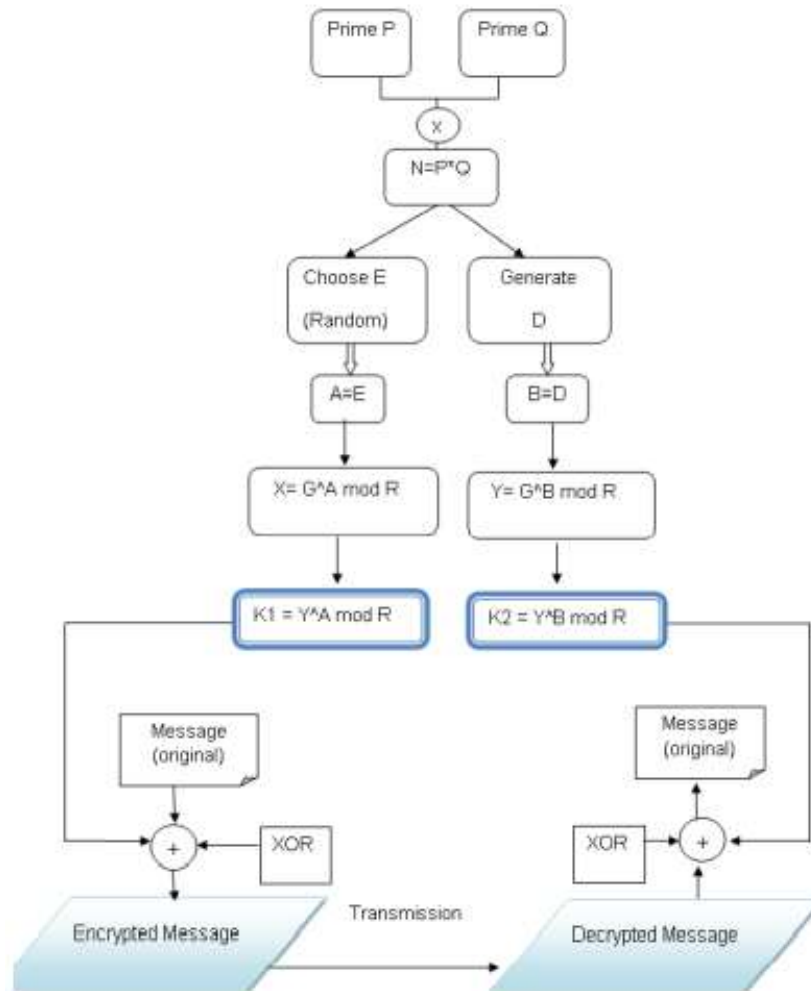 Prime P
Prime Q
x
N=P*Q
Choose E
(Random)
Generate
D
A=E
B=D
X= G^A mod R
Y= G^B mod R
K1 = Y^A mod R
K2 = Y^B mod R
Message
(original)
Message
(original)
+
XOR
XOR
+
Transmission
Encrypted Message
Decrypted Message